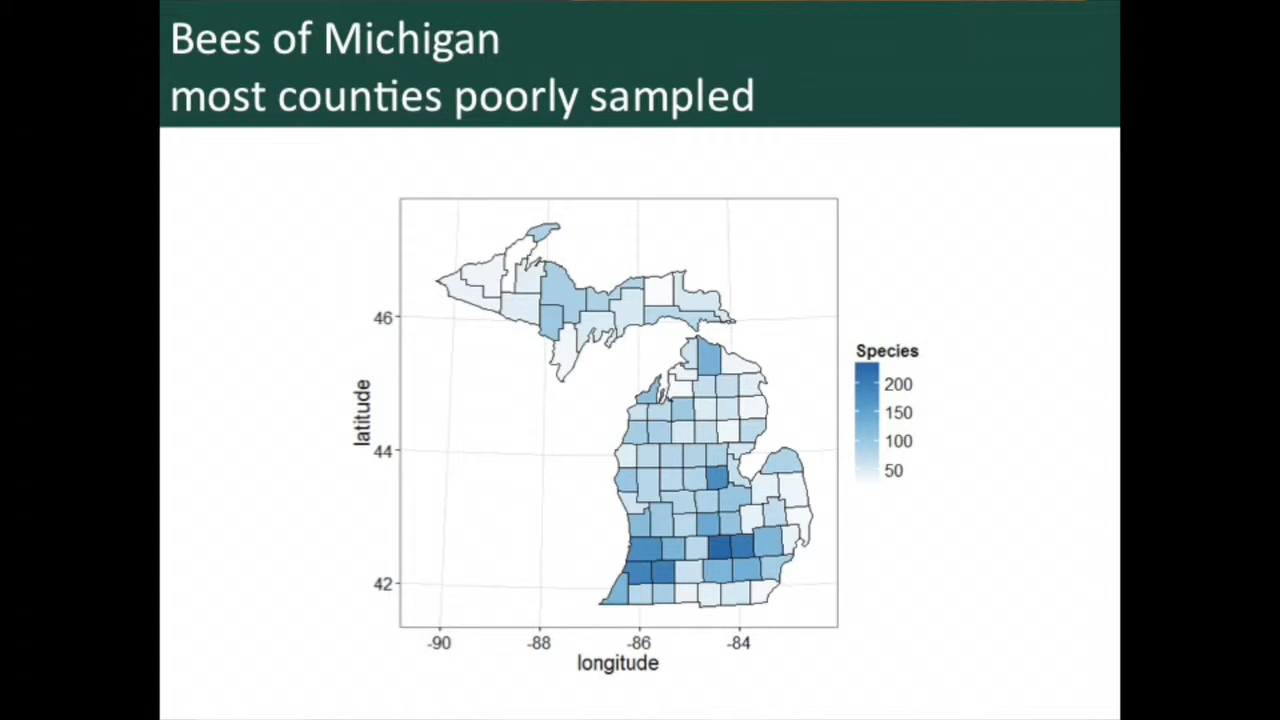 Bees of Michigan
most counties poorly sampled
46
44
42
latitude
-90 -88 -86 -84
longitude
Species
200
150
100
50